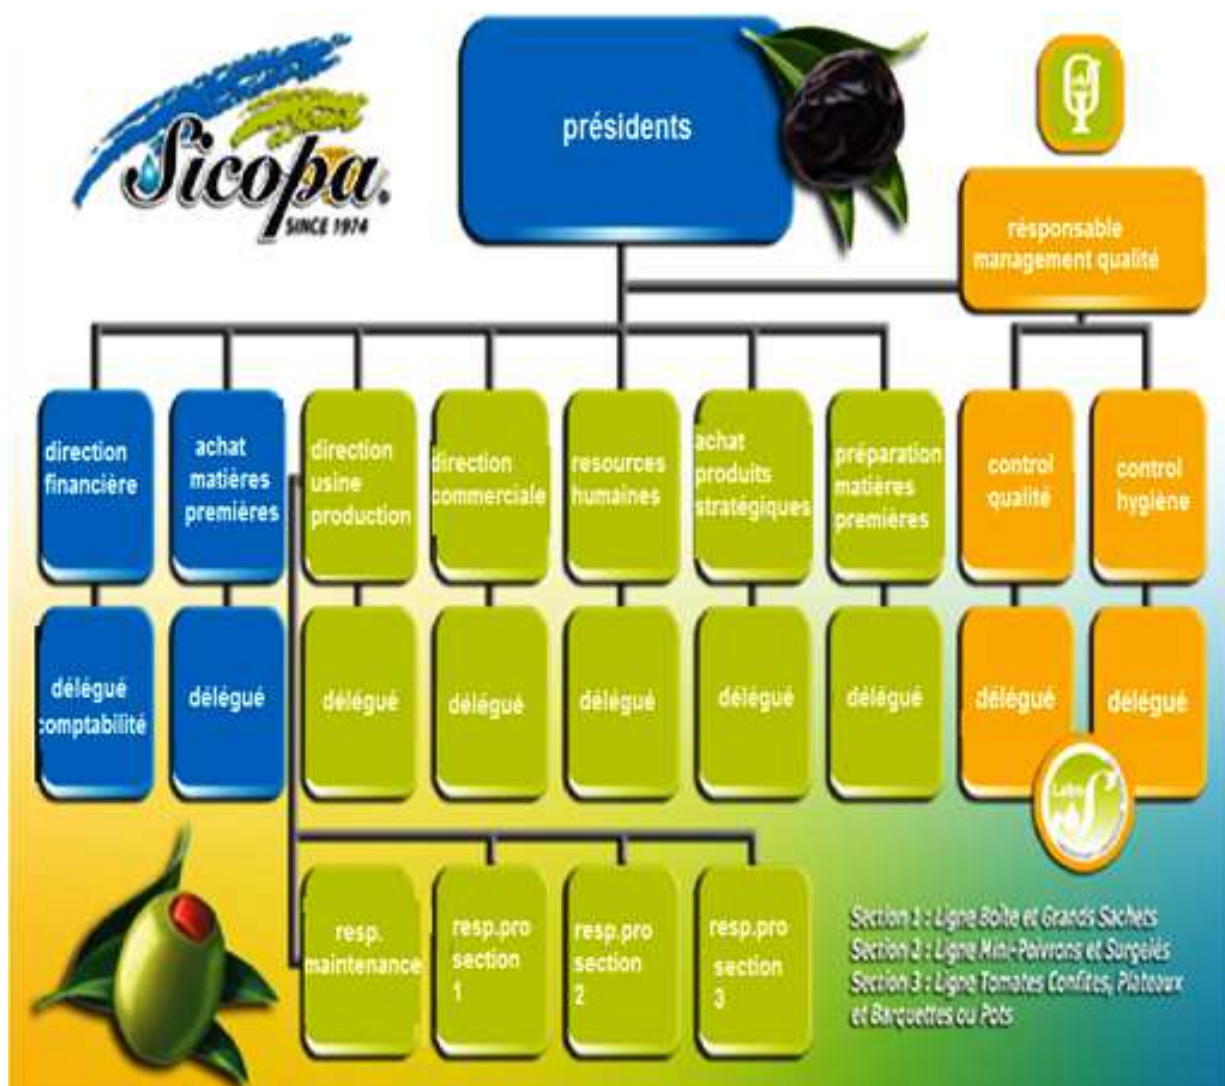 Sicopa
SINCE 1974
présidents
résponsable
management qualité
direction
financière
achat
matières
premières
direction
usine
production
direction
commerciale
resources
humaines
achat
produits
stratégiques
préparation
matières
premières
control
qualité
control
hygiène
délégué
comptabilité
délégué
délégué
délégué
délégué
délégué
délégué
délégué
délégué
Labo
resp.
maintenance
resp.pro
section
1
resp.pro
section
2
resp.pro
section
3
Section 1 : Ligne Boîte et Grands Sachets
Section 2 : Ligne Mini-Poivrons et Surgelés
Section 3 : Ligne Tomates Confites, Plateaux
et Barquettes ou Pots